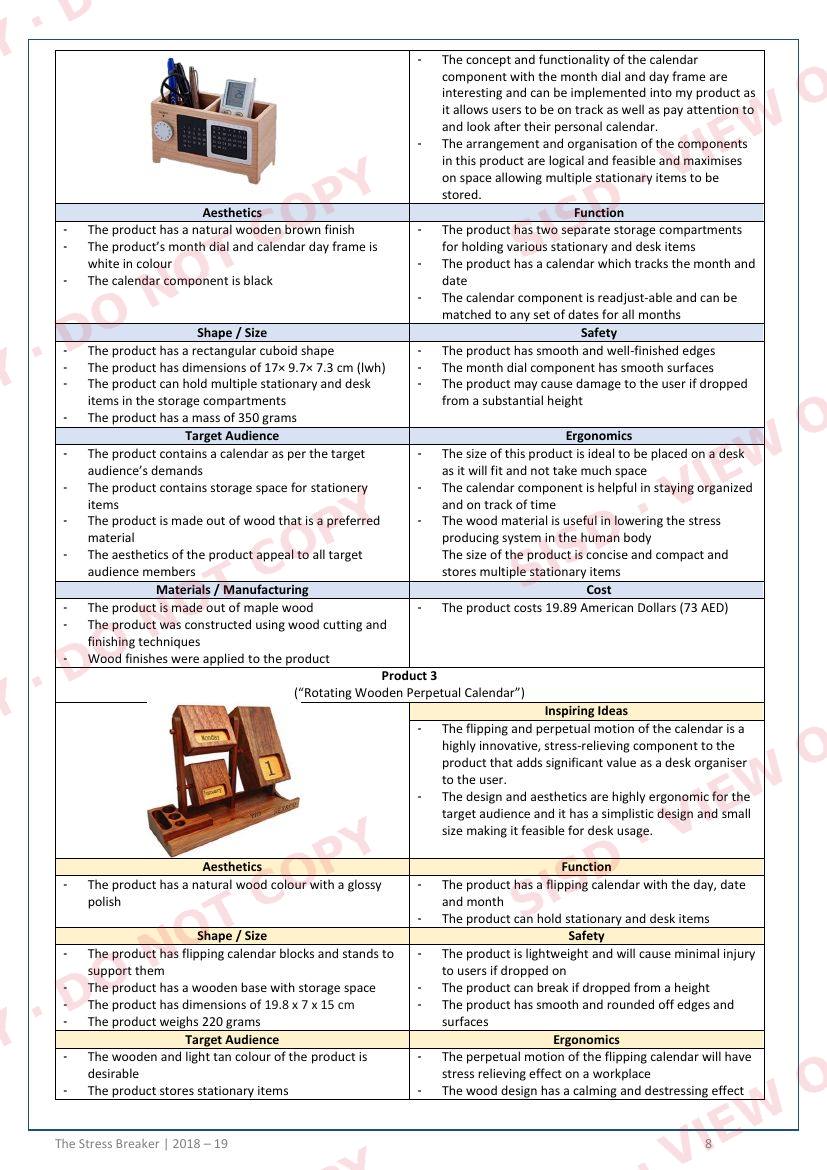 - The concept and functionality of the calendar
component with the month dial and day frame are
interesting and can be implemented into my product as
it allows users to be on track as well as pay attention to
and look after their personal calendar.
- The arrangement and organisation of the components
in this product are logical and feasible and maximises
on space allowing multiple stationary items to be
stored.
Aesthetics
- The product has a natural wooden brown finish
- The product's month dial and calendar day frame is
white in colour
- The calendar component is black
Function
- The product has two separate storage compartments
for holding various stationary and desk items
- The product has a calendar which tracks the month and
date
- The calendar component is readjust-able and can be
matched to any set of dates for all months
Shape / Size
- The product has a rectangular cuboid shape
- The product has dimensions of 17× 9.7× 7.3 cm (lwh)
- The product can hold multiple stationary and desk
items in the storage compartments
- The product has a mass of 350 grams
Safety
- The product has smooth and well-finished edges
- The month dial component has smooth surfaces
- The product may cause damage to the user if dropped
from a substantial height
Target Audience
- The product contains a calendar as per the target
audience's demands
- The product contains storage space for stationery
items
- The product is made out of wood that is a preferred
material
- The aesthetics of the product appeal to all target
audience members
Ergonomics
- The size of this product is ideal to be placed on a desk
as it will fit and not take much space
- The calendar component is helpful in staying organized
and on track of time
- The wood material is useful in lowering the stress
producing system in the human body
The size of the product is concise and compact and
stores multiple stationary items
Materials / Manufacturing
- The product is made out of maple wood
- The product was constructed using wood cutting and
finishing techniques
- Wood finishes were applied to the product
Cost
- The product costs 19.89 American Dollars (73 AED)
Product 3
("Rotating Wooden Perpetual Calendar")
Monday
1
January
Inspiring Ideas
- The flipping and perpetual motion of the calendar is a
highly innovative, stress-relieving component to the
product that adds significant value as a desk organiser
to the user.
- The design and aesthetics are highly ergonomic for the
target audience and it has a simplistic design and small
size making it feasible for desk usage.
Aesthetics
- The product has a natural wood colour with a glossy
polish
Function
- The product has a flipping calendar with the day, date
and month
- The product can hold stationary and desk items
Shape / Size
- The product has flipping calendar blocks and stands to
support them
- The product has a wooden base with storage space
- The product has dimensions of 19.8 x 7 x 15 cm
- The product weighs 220 grams
Safety
- The product is lightweight and will cause minimal injury
to users if dropped on
- The product can break if dropped from a height
- The product has smooth and rounded off edges and
surfaces
Target Audience
- The wooden and light tan colour of the product is
desirable
- The product stores stationary items
Ergonomics
- The perpetual motion of the flipping calendar will have
stress relieving effect on a workplace
- The wood design has a calming and destressing effect
The Stress Breaker | 2018 – 19
8
Y · DO NOT COPY
SISD · VIEW O
Y · DO NOT COPY
SISD · VIEW O
Y · DO NOT COPY
SISD · VIEW O